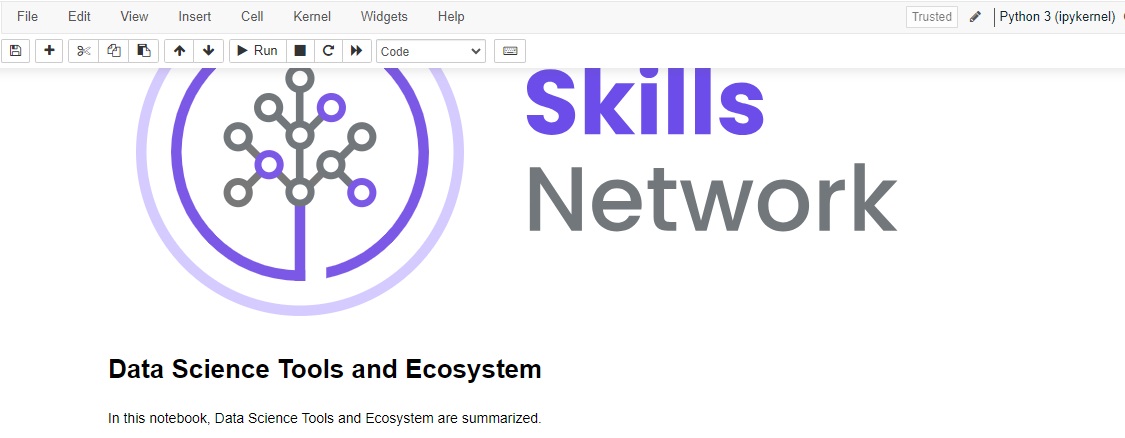 File Edit View Insert Cell Kernel Widgets Help Trusted Python 3 (ipykernel)
Run Code
Skills
Network
Data Science Tools and Ecosystem
In this notebook, Data Science Tools and Ecosystem are summarized.